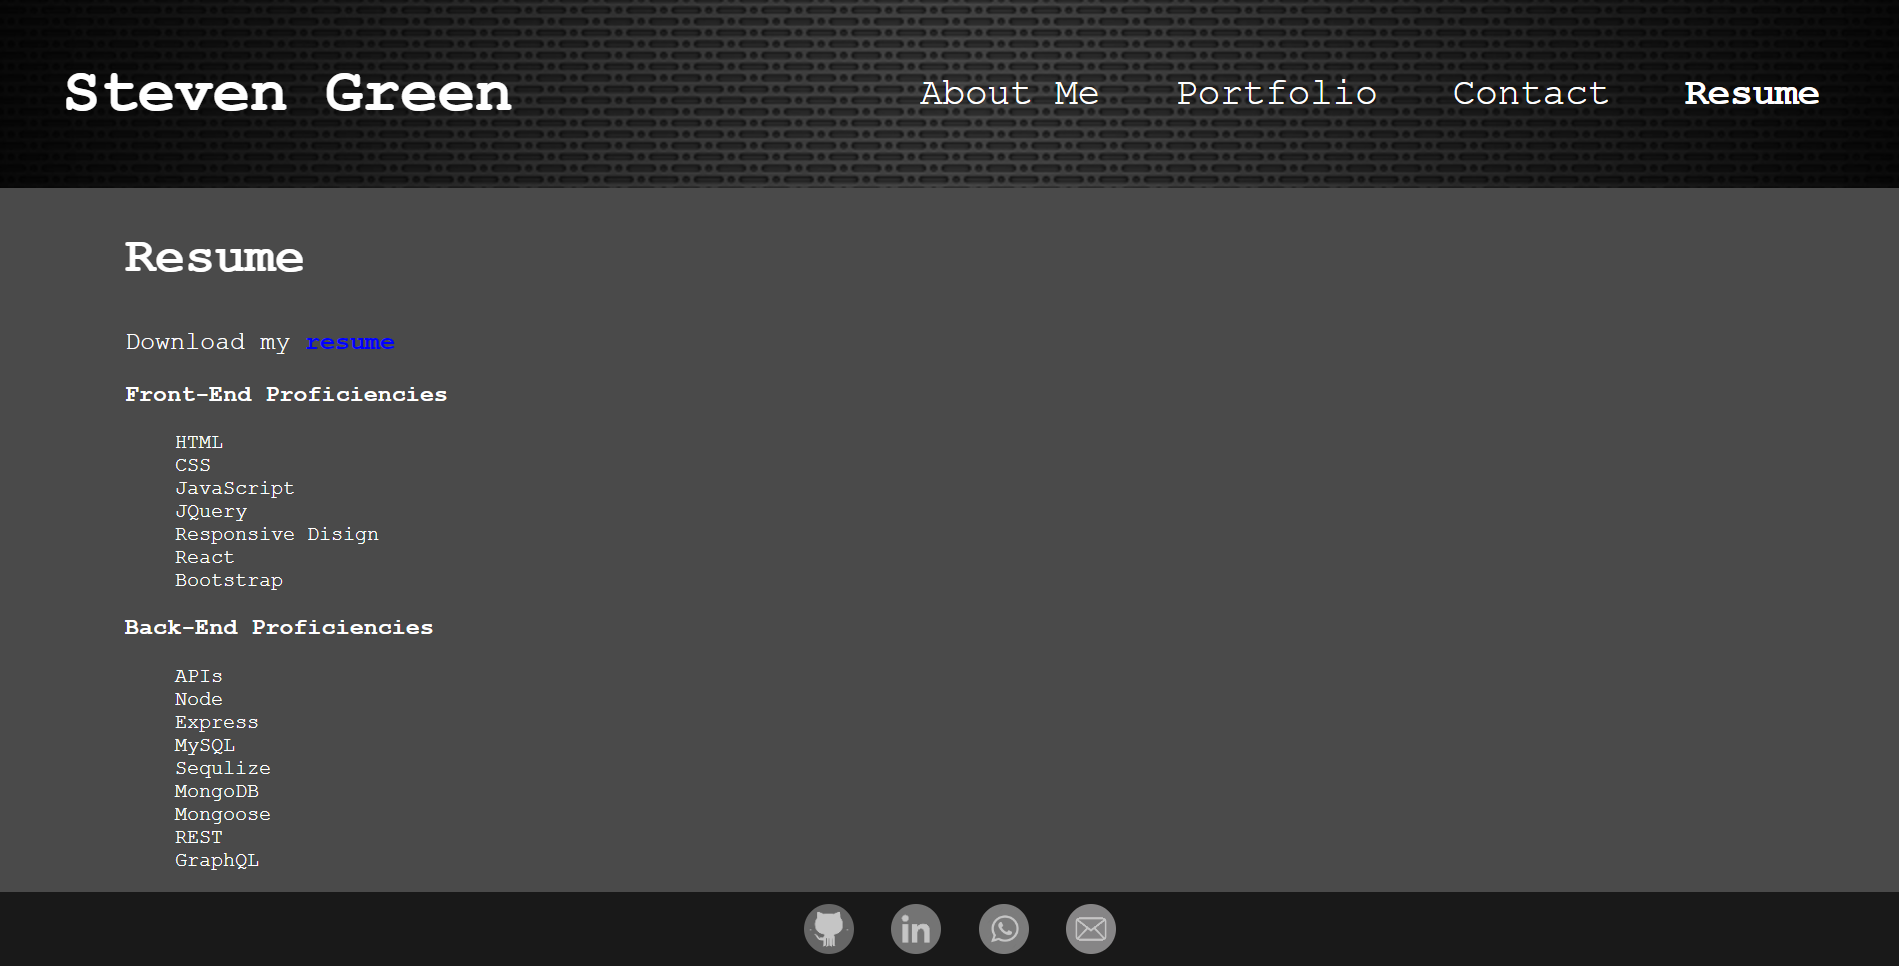 Steven Green
About Me Portfolio Contact Resume
Resume
Download my resume
Front-End Proficiencies
HTML
CSS
JavaScript
JQuery
Responsive Disign
React
Bootstrap
Back-End Proficiencies
APIs
Node
Express
MySQL
Sequlize
MongoDB
Mongoose
REST
GraphQL
in